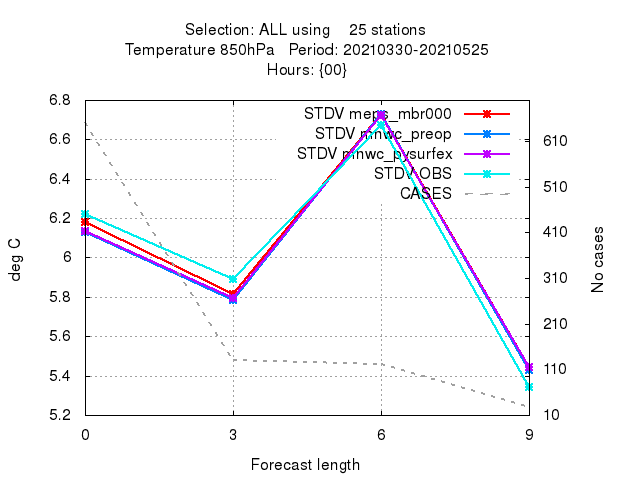 Selection: ALL using    25 stations
Temperature 850hPa   Period: 20210330-20210525
Hours: {00}
STDV meps_mbr000
STDV mnwc_preop
STDV mnwc_pysurfex
STDV OBS
CASES
6.8
6.6
6.4
6.2
6
5.8
5.6
5.4
5.2
610
510
410
310
210
110
10
deg C
No cases
0 3 6 9
Forecast length